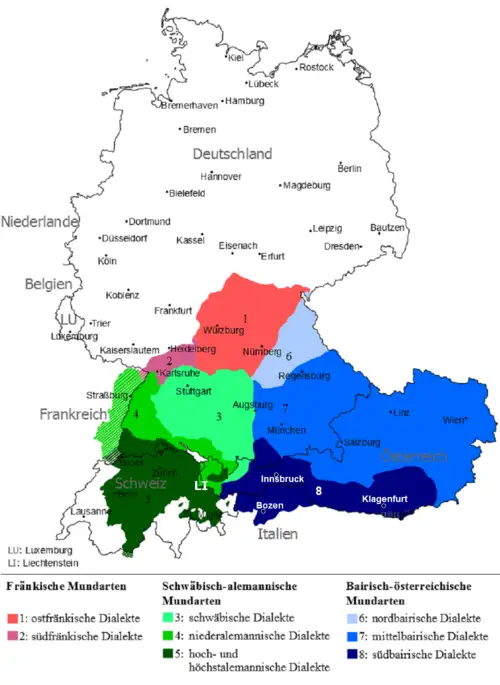 Kiel
Rostock
Lübeck
Bremerhaven
Hamburg
Bremen
Deutschland
Berlin
Hannover
Magdeburg
Bielefeld
Niederlande
Dortmund
Leipzig
Bautzen
Düsseldorf
Kassel
Eisenach
Dresden
Köln
Erfurt
Belgien
Koblenz
Frankfurt
LU
Trier
1
Würzburg
Luxemburg
Kaiserslautern
Heidelberg
Nürnberg
2
6
Karlsruhe
Regensburg
Straßburg
Stuttgart
Frankreich
4
3
Augsburg
7
Linz
Wien
München
Salzburg
Österreich
Zürich
Schweiz
LI
Innsbruck
Bern
5
8
Klagenfurt
Lausanne
Bozen
Italien
LU: Luxemburg
LI: Liechtenstein
Fränkische Mundarten
1: ostfränkische Dialekte
2: südfränkische Dialekte
Schwäbisch-alemannische
Mundarten
3: schwäbische Dialekte
4: niederalemannische Dialekte
5: hoch- und
höchstalemannische Dialekte
Bairisch-österreichische
Mundarten
6: nordbairische Dialekte
7: mittelbairische Dialekte
8: südbairische Dialekte